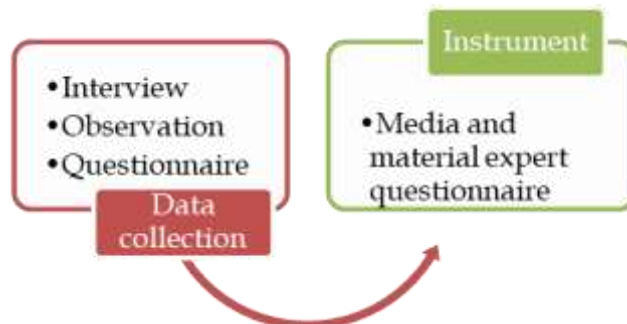 •Interview
•Observation
•Questionnaire
Data
collection
Instrument
•Media and
material expert
questionnaire